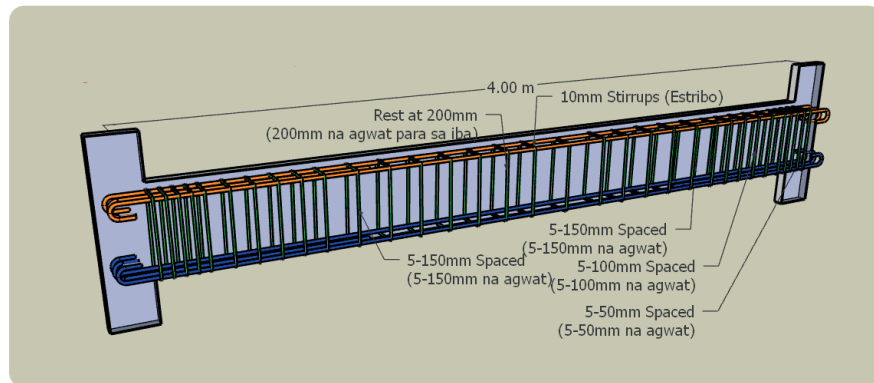 4.00 m
Rest at 200mm
(200mm na agwat para sa iba)
10mm Stirrups (Estribo)
5-150mm Spaced
(5-150mm na agwat)
5-150mm Spaced
(5-150mm na agwat)
5-100mm Spaced
(5-100mm na agwat)
5-50mm Spaced
(5-50mm na agwat)